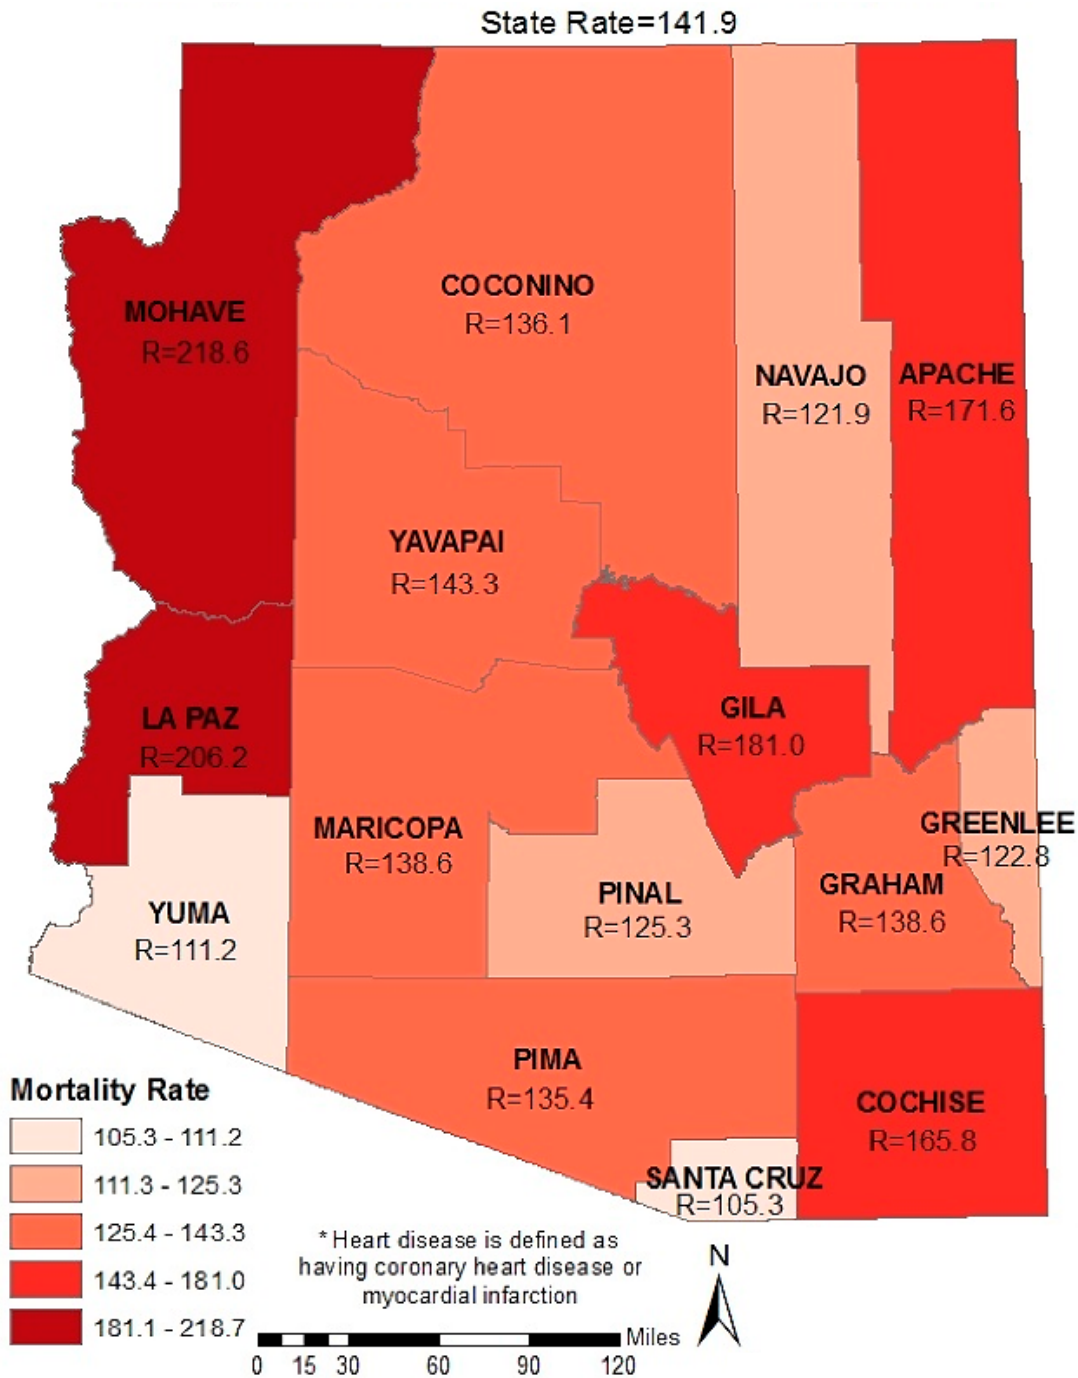 State Rate=141.9
COCONINO
R=136.1
MOHAVE
R=218.6
NAVAJO
R=121.9
APACHE
R=171.6
YAVAPAI
R=143.3
LA PAZ
R=206.2
GILA
R=181.0
MARICOPA
R=138.6
GREENLEE
R=122.8
PINAL
R=125.3
GRAHAM
R=138.6
YUMA
R=111.2
PIMA
R=135.4
COCHISE
R=165.8
SANTA CRUZ
R=105.3
Mortality Rate
105.3 - 111.2
111.3 - 125.3
125.4 - 143.3
143.4 - 181.0
181.1 - 218.7
* Heart disease is defined as
having coronary heart disease or
myocardial infarction
N
Miles
0 15 30 60 90 120